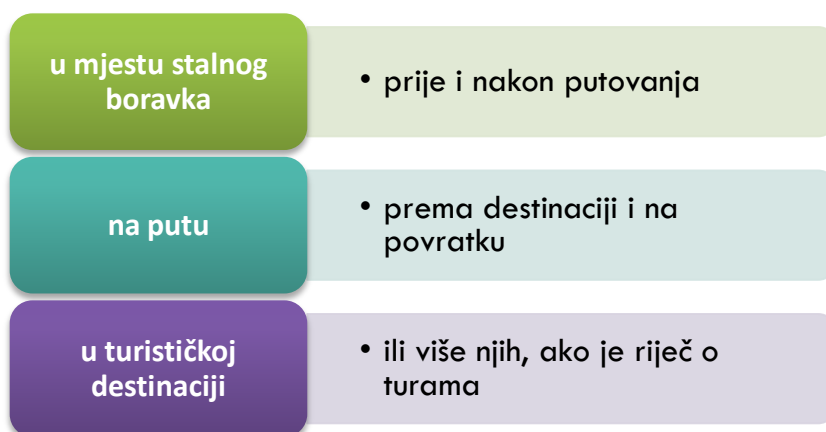 u mjestu stalnog
boravka
• prije i nakon putovanja
na putu
• prema destinaciji i na
povratku
u turističkoj
destinaciji
• ili više njih, ako je riječ o
turama